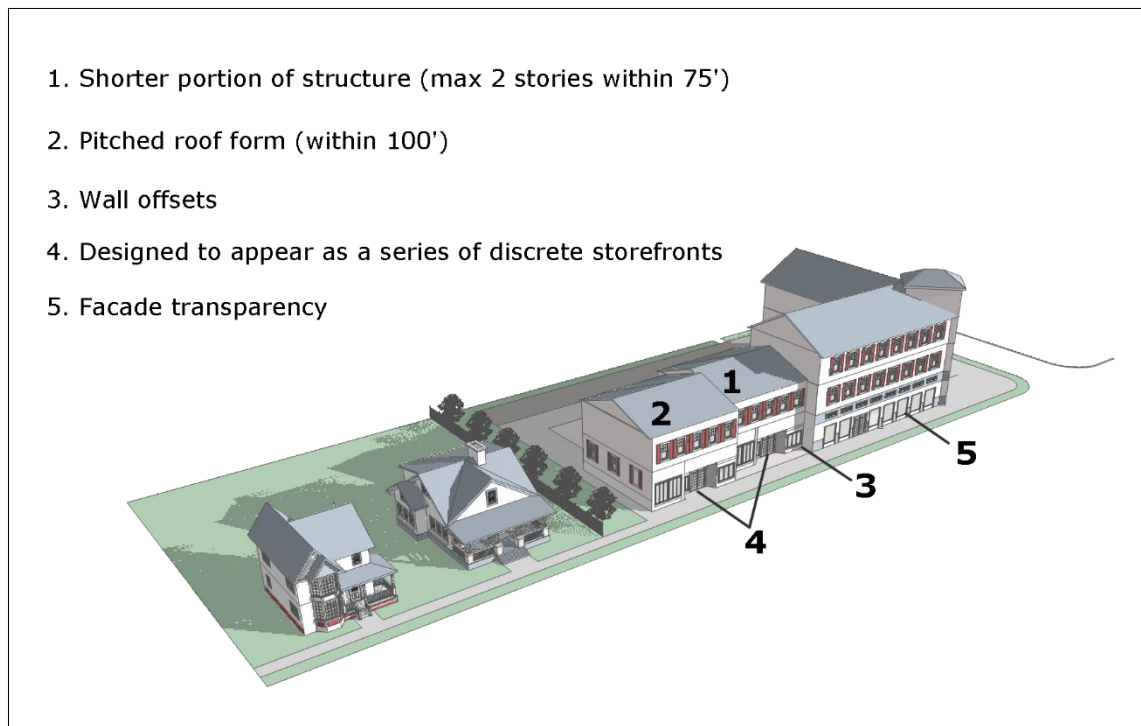 1. Shorter portion of structure (max 2 stories within 75')
2. Pitched roof form (within 100')
3. Wall offsets
4. Designed to appear as a series of discrete storefronts
5. Facade transparency
1
2
5
3
4